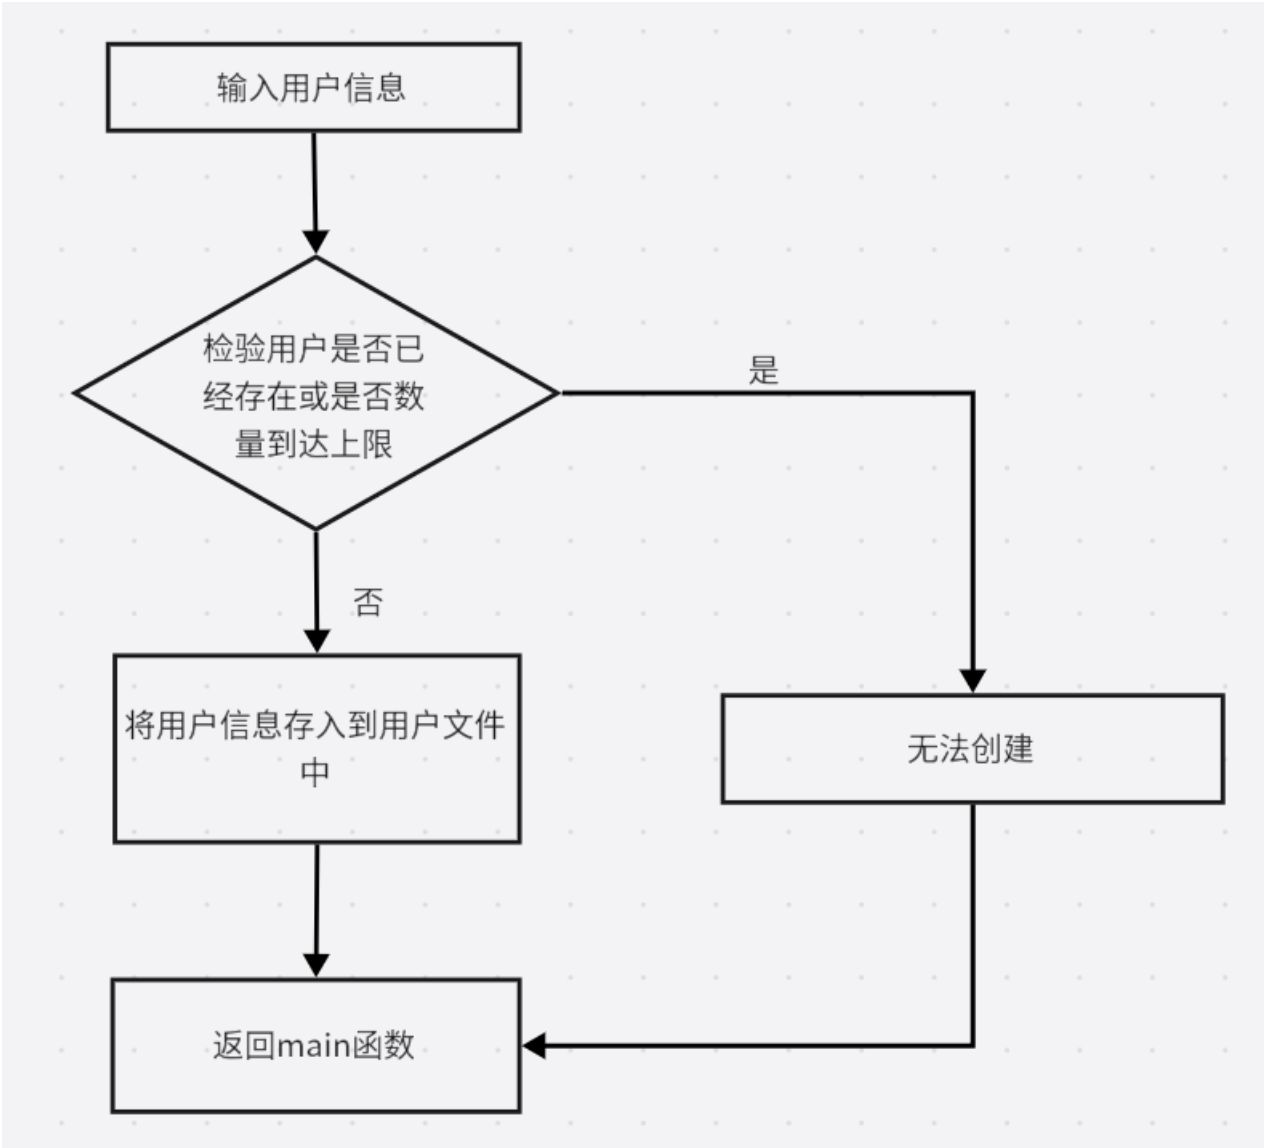 输入用户信息
检验用户是否已
经存在或是否数
量到达上限
是
否
将用户信息存入到用户文件
中
无法创建
返回main函数